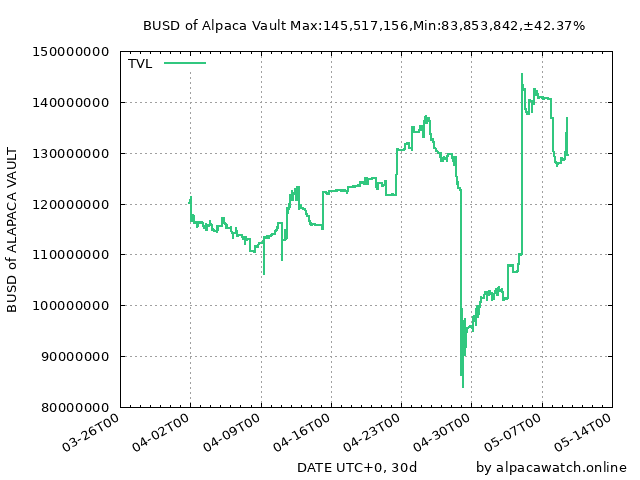 BUSD of Alpaca Vault Max:145,517,156,Min:83,853,842,±42.37%
TVL
150000000
140000000
130000000
120000000
110000000
100000000
90000000
80000000
BUSD of ALAPACA VAULT
03-26T00
04-02T00
04-09T00
04-16T00
04-23T00
04-30T00
05-07T00
05-14T00
DATE UTC+0, 30d
by alpacawatch.online